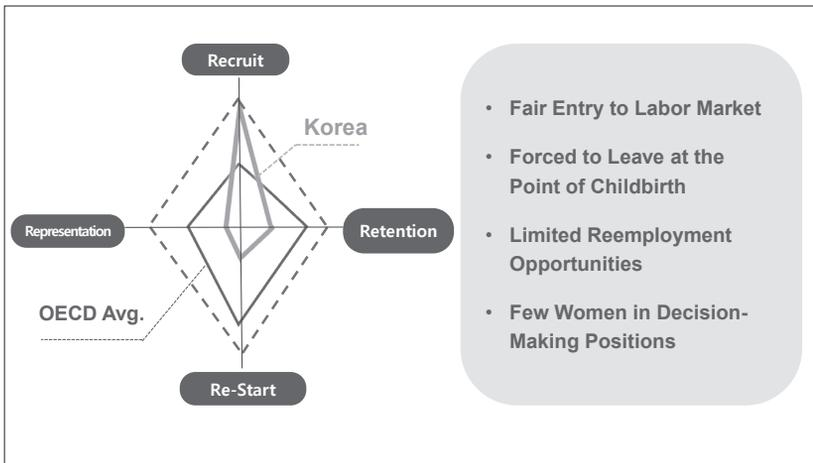 Recruit
Korea
Representation
Retention
OECD Avg.
Re-Start
• Fair Entry to Labor Market
• Forced to Leave at the
Point of Childbirth
• Limited Reemployment
Opportunities
• Few Women in Decision-
Making Positions